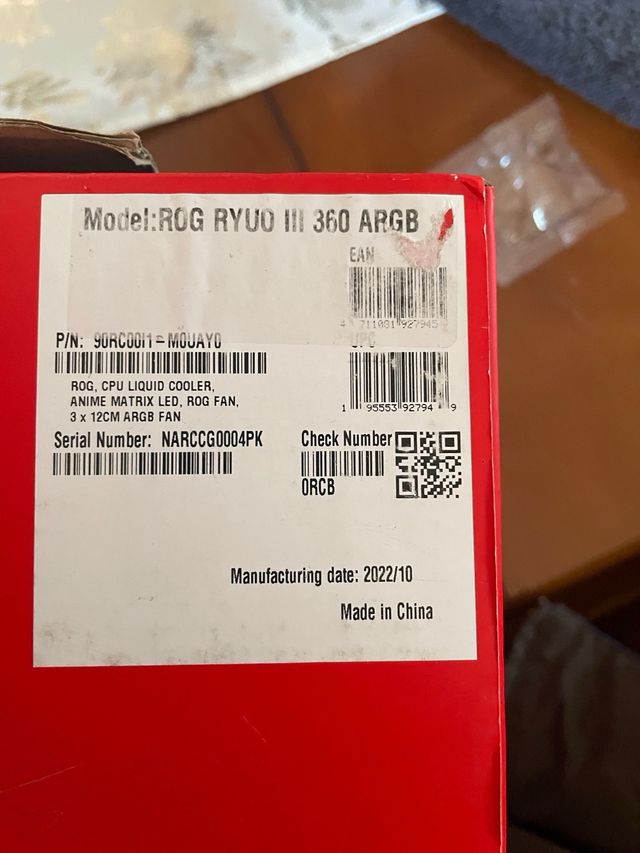 Model:ROG RYUO III 360 ARGB
EAN
4 711081 927945
P/N: 90RC00I1-M0UAY0
UPC
1 95553 92794 9
ROG, CPU LIQUID COOLER,
ANIME MATRIX LED, ROG FAN,
3 x 12CM ARGB FAN
Serial Number: NARCCG0004PK
Check Number
0RCB
Manufacturing date: 2022/10
Made in China